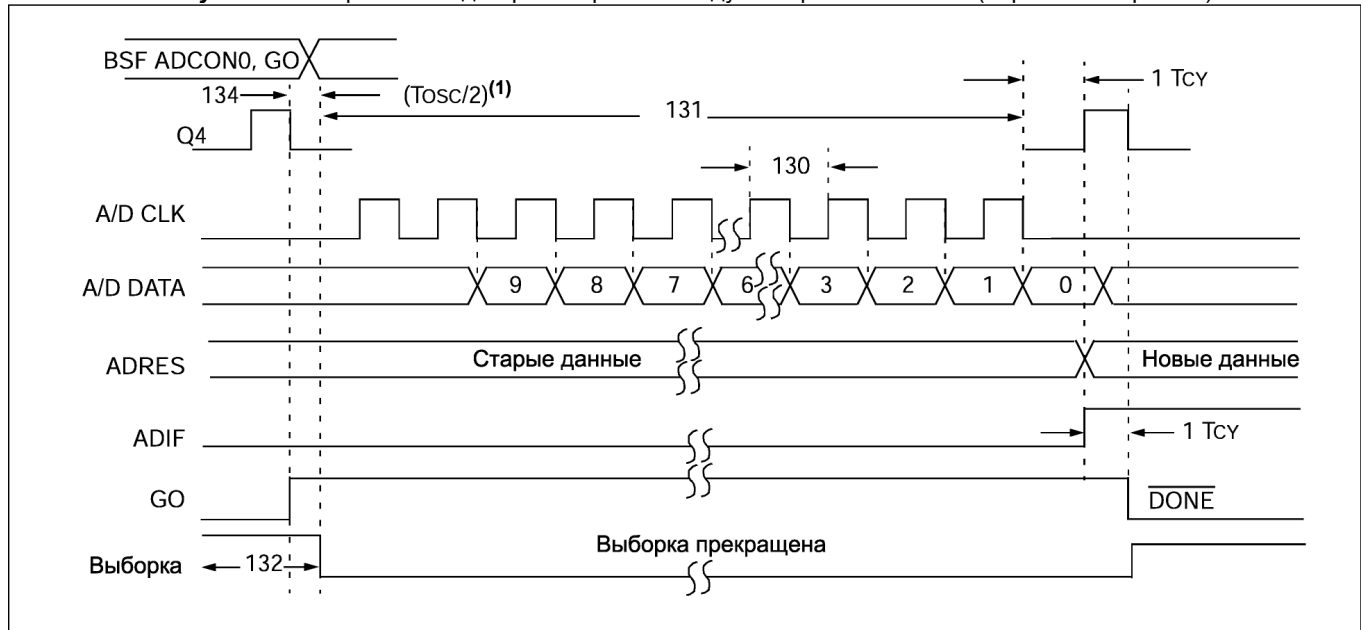 BSF ADCON0, GO
134 (TOSC/2)(1)
131
1 TCY
Q4
130
A/D CLK
A/D DATA 9 8 7 6 3 2 1 0
ADRES Старые данные Новые данные
ADIF 1 TCY
GO DONE
Выборка 132 Выборка прекращена